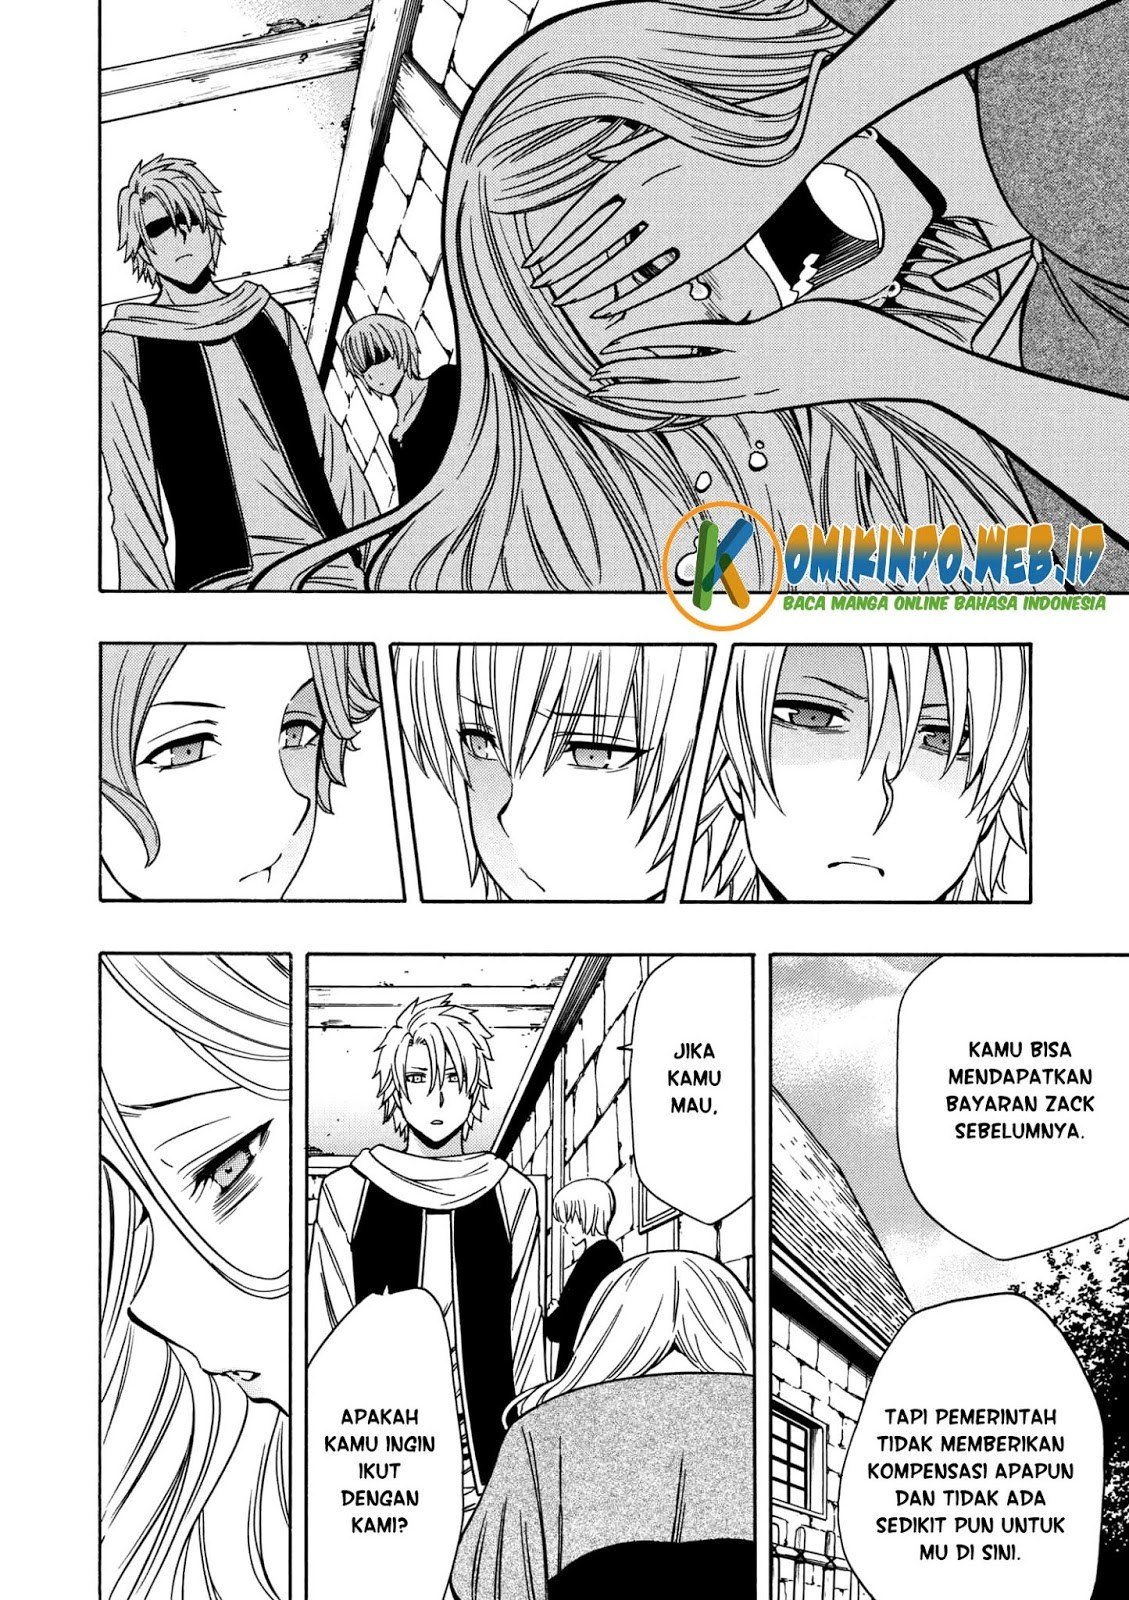 KOMIKINDO.WEB.ID
BACA MANGA ONLINE BAHASA INDONESIA
KAMU BISA
MENDAPATKAN
BAYARAN ZACK
SEBELUMNYA.
TAPI PEMERINTAH
TIDAK MEMBERIKAN
KOMPENSASI APAPUN
DAN TIDAK ADA
SEDIKIT PUN UNTUK
MU DI SINI.
JIKA
KAMU
MAU,
APAKAH
KAMU INGIN
IKUT
DENGAN
KAMI?